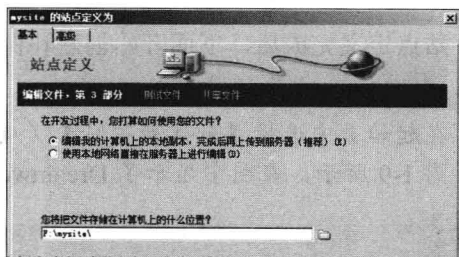 mysite 的站点定义为
基本 高级
站点定义
编辑文件，第 3 部分 测试文件 共享文件
在开发过程中，您打算如何使用您的文件？
编辑我的计算机上的本地副本，完成后再上传到服务器（推荐）(E)
使用本地网络直接在服务器上进行编辑(D)
您将把文件存储在计算机上的什么位置？
F:\mysite\